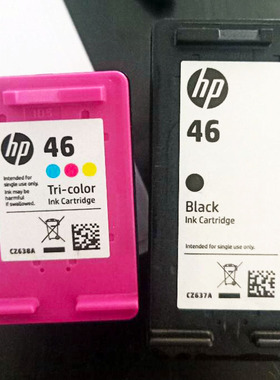 hp 46
Intended for
single use only.
Ink may be
harmful
if swallowed.
Tri-color
Ink Cartridge
CZ638A
hp
46
Black
Ink Cartridge
Intended for single use only.
CZ637A